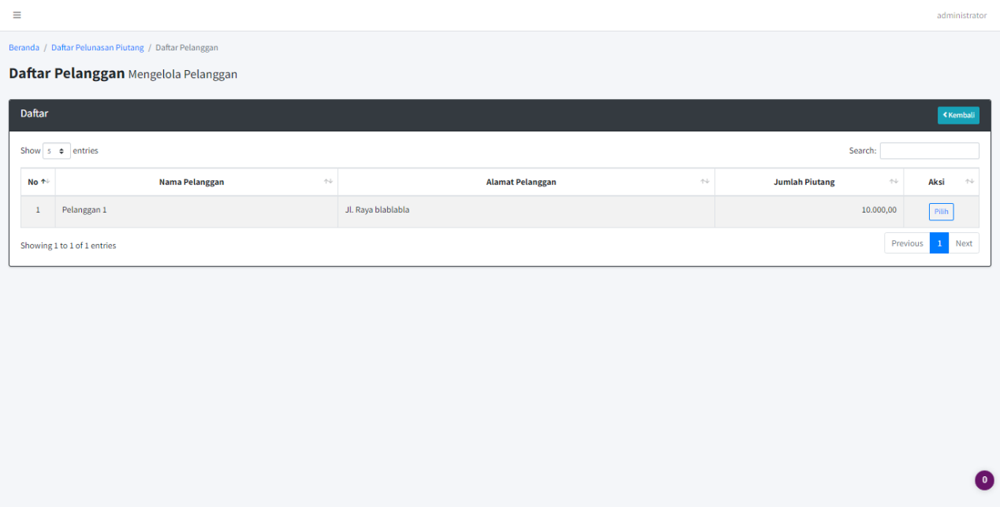 administrator
Beranda / Daftar Pelunasan Piutang / Daftar Pelanggan
Daftar Pelanggan Mengelola Pelanggan
Daftar Kembali
Show 5 entries Search:
No Nama Pelanggan Alamat Pelanggan Jumlah Piutang Aksi
1 Pelanggan 1 Jl. Raya blablabla 10.000,00 Pilih
Showing 1 to 1 of 1 entries Previous 1 Next
0